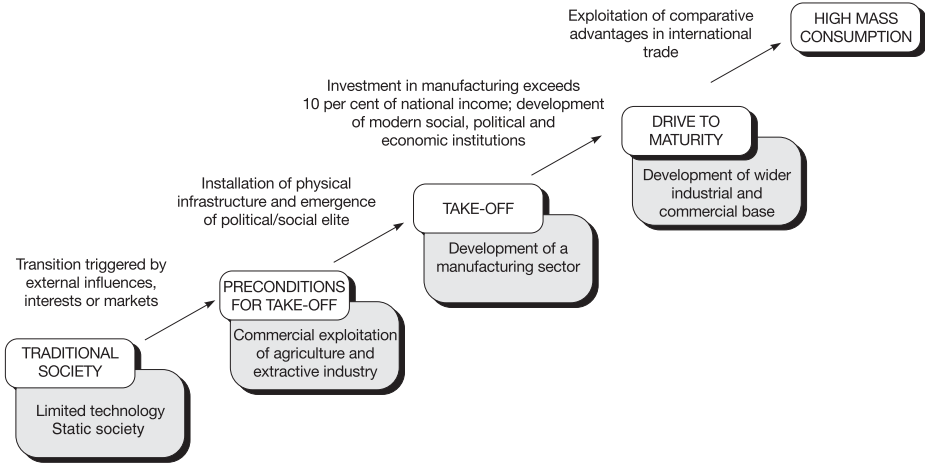 Exploitation of comparative
advantages in international
trade
HIGH MASS
CONSUMPTION
Investment in manufacturing exceeds
10 per cent of national income; development
of modern social, political and
economic institutions
DRIVE TO
MATURITY
Development of wider
industrial and
commercial base
Installation of physical
infrastructure and emergence
of political/social elite
TAKE-OFF
Development of a
manufacturing sector
Transition triggered by
external influences,
interests or markets
PRECONDITIONS
FOR TAKE-OFF
Commercial exploitation
of agriculture and
extractive industry
TRADITIONAL
SOCIETY
Limited technology
Static society